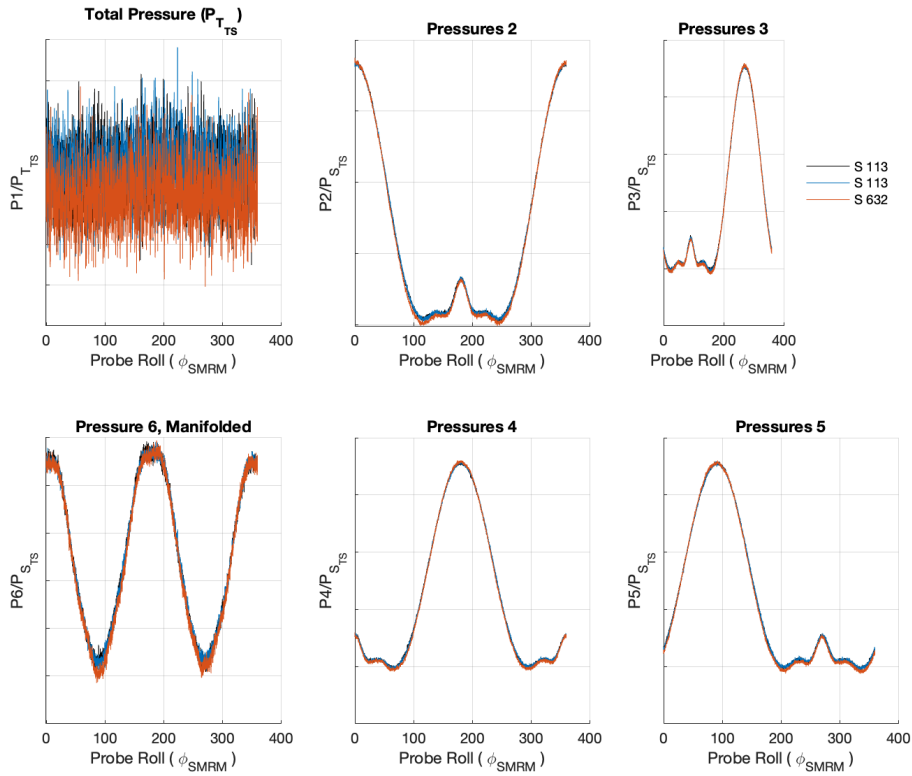 Total Pressure (P_T_TS)
P1/P_T_TS
0 100 200 300 400
Probe Roll ( ϕ_SMRM )
Pressures 2
P2/P_S_TS
0 100 200 300 400
Probe Roll ( ϕ_SMRM )
Pressures 3
P3/P_S_TS
0 200 400
Probe Roll ( ϕ_SMRM )
S 113
S 113
S 632
Pressure 6, Manifolded
P6/P_S_TS
0 100 200 300 400
Probe Roll ( ϕ_SMRM )
Pressures 4
P4/P_S_TS
0 100 200 300 400
Probe Roll ( ϕ_SMRM )
Pressures 5
P5/P_S_TS
0 100 200 300 400
Probe Roll ( ϕ_SMRM )